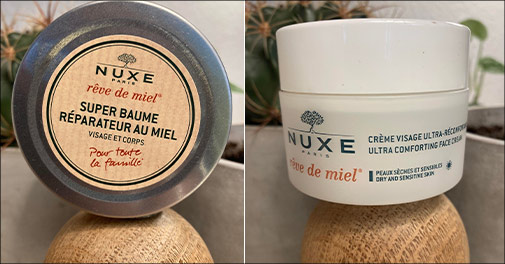 NUXE
PARIS
rêve de miel®
SUPER BAUME
RÉPARATEUR AU MIEL
VISAGE ET CORPS
Pour toute
la famille
NUXE
PARIS
rêve de miel®
CRÈME VISAGE ULTRA-RÉCONFORTANTE
ULTRA COMFORTING FACE CREAM
PEAUX SÈCHES ET SENSIBLES
DRY AND SENSITIVE SKIN